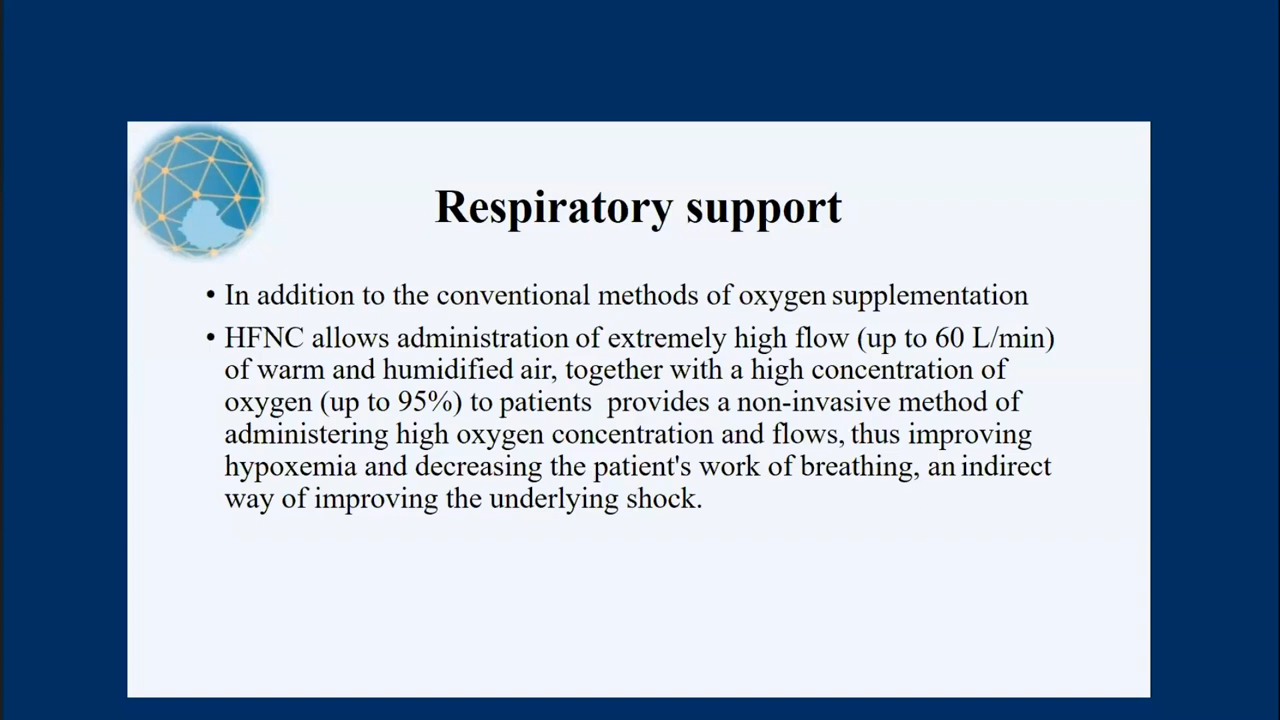 Respiratory support
• In addition to the conventional methods of oxygen supplementation
• HFNC allows administration of extremely high flow (up to 60 L/min)
of warm and humidified air, together with a high concentration of
oxygen (up to 95%) to patients  provides a non-invasive method of
administering high oxygen concentration and flows, thus improving
hypoxemia and decreasing the patient's work of breathing, an indirect
way of improving the underlying shock.